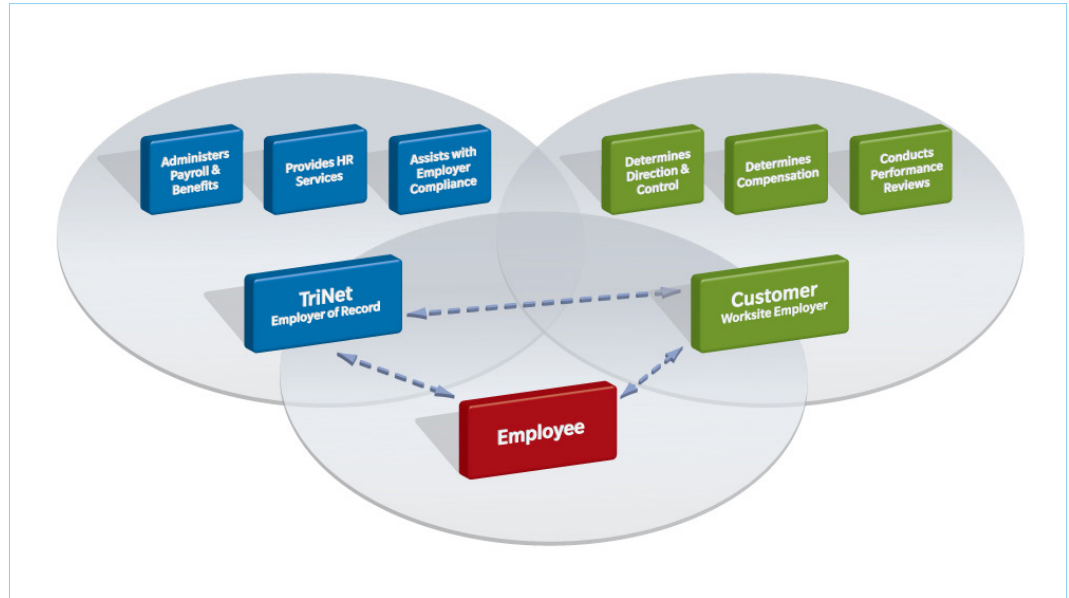 Administers
Payroll &
Benefits
Provides HR
Services
Assists with
Employer
Compliance
Determines
Direction &
Control
Determines
Compensation
Conducts
Performance
Reviews
TriNet
Employer of Record
Customer
Worksite Employer
Employee